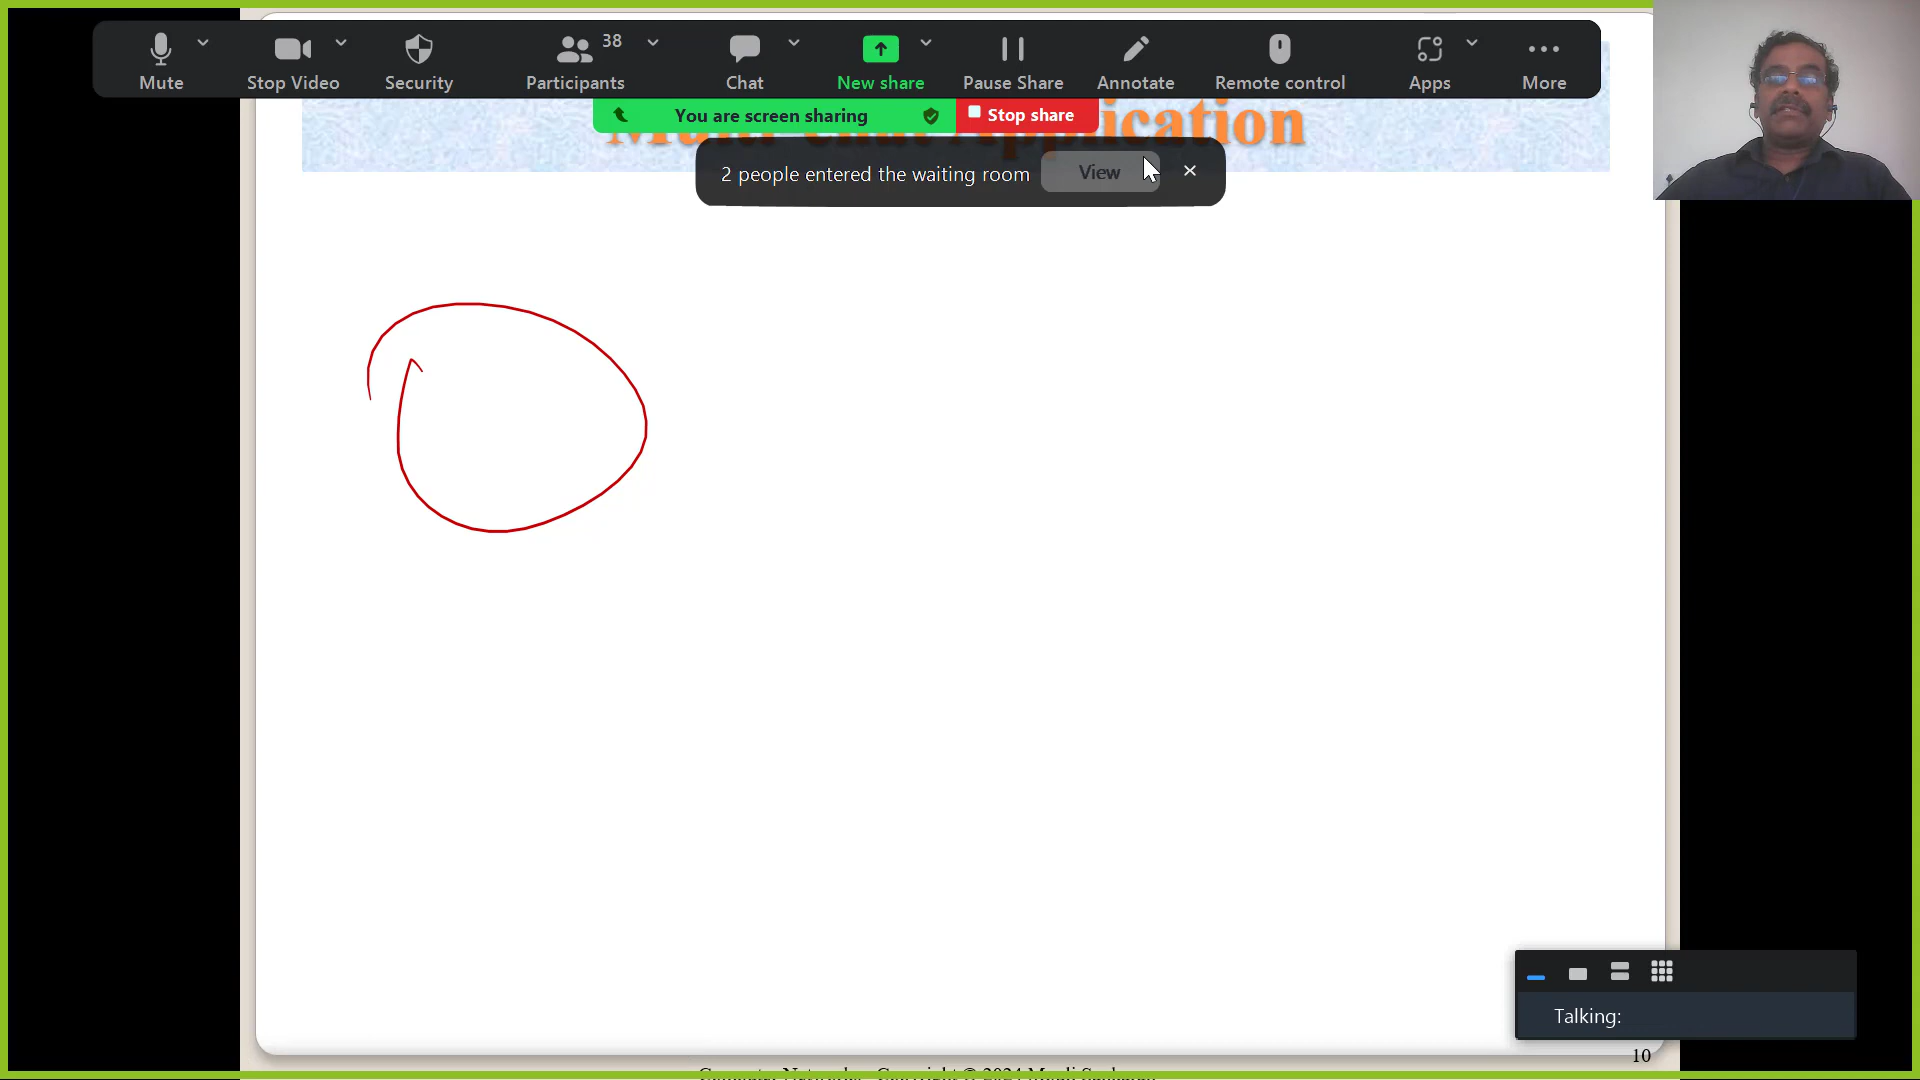 38
Mute Stop Video Security Participants Chat New share Pause Share Annotate Remote control Apps More
You are screen sharing Stop share
2 people entered the waiting room View
Talking:
10